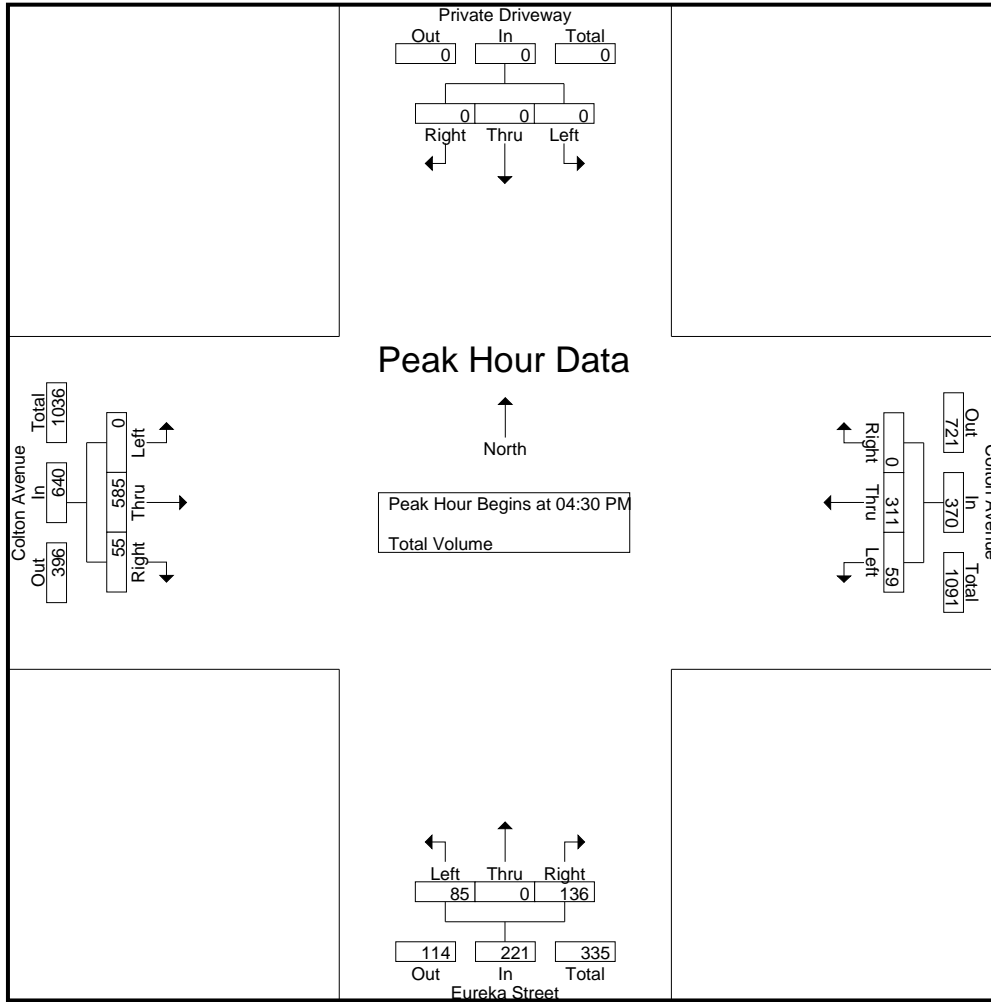 Private Driveway
Out In Total
0 0 0
0 0 0
Right Thru Left
Peak Hour Data
North
Peak Hour Begins at 04:30 PM
Total Volume
Colton Avenue
Out In Total
396 640 1036
55 585 0
Right Thru Left
Colton Avenue
Out In Total
721 370 1091
0 311 59
Right Thru Left
Left Thru Right
85 0 136
114 221 335
Out In Total
Eureka Street